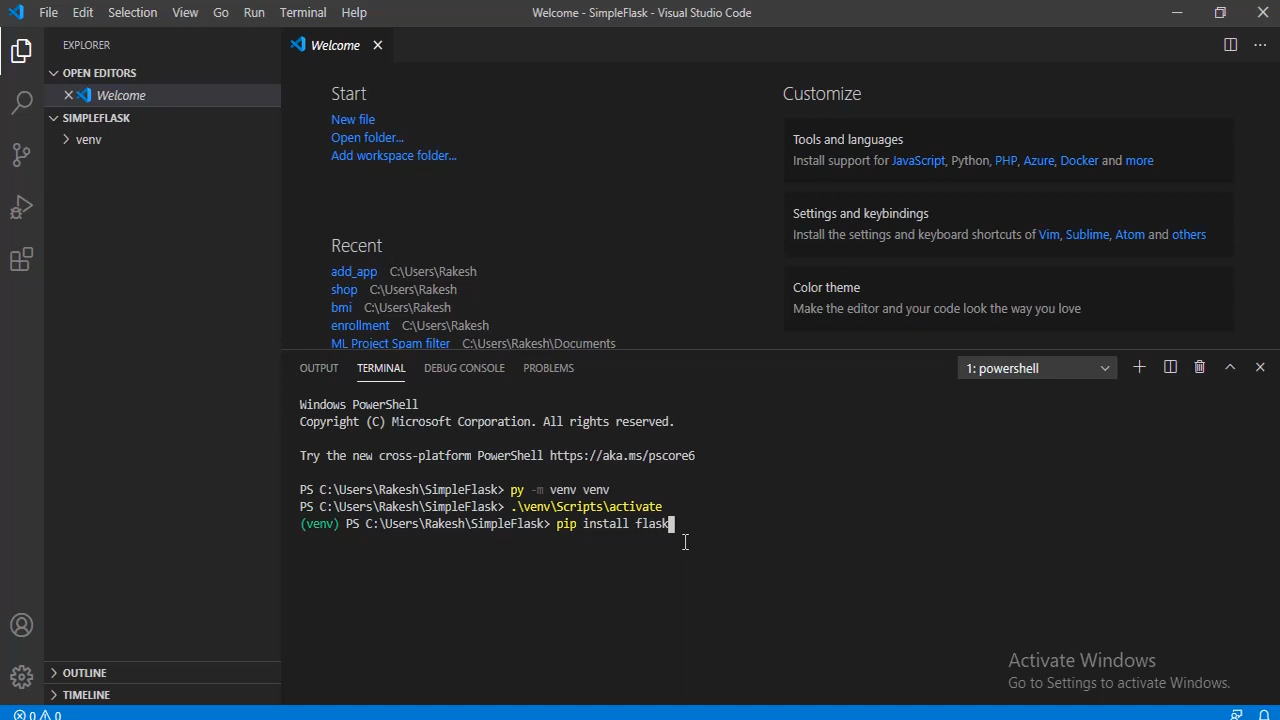 File Edit Selection View Go Run Terminal Help Welcome - SimpleFlask - Visual Studio Code
EXPLORER
OPEN EDITORS
Welcome
SIMPLEFLASK
venv
OUTLINE
TIMELINE
Welcome
Start
New file
Open folder...
Add workspace folder...
Recent
add_app C:\Users\Rakesh
shop C:\Users\Rakesh
bmi C:\Users\Rakesh
enrollment C:\Users\Rakesh
ML Project Spam filter C:\Users\Rakesh\Documents
Customize
Tools and languages
Install support for JavaScript, Python, PHP, Azure, Docker and more
Settings and keybindings
Install the settings and keyboard shortcuts of Vim, Sublime, Atom and others
Color theme
Make the editor and your code look the way you love
OUTPUT TERMINAL DEBUG CONSOLE PROBLEMS 1: powershell
Windows PowerShell
Copyright (C) Microsoft Corporation. All rights reserved.
Try the new cross-platform PowerShell https://aka.ms/pscore6
PS C:\Users\Rakesh\SimpleFlask> py -m venv venv
PS C:\Users\Rakesh\SimpleFlask> .\venv\Scripts\activate
(venv) PS C:\Users\Rakesh\SimpleFlask> pip install flask
Activate Windows
Go to Settings to activate Windows.
0 0